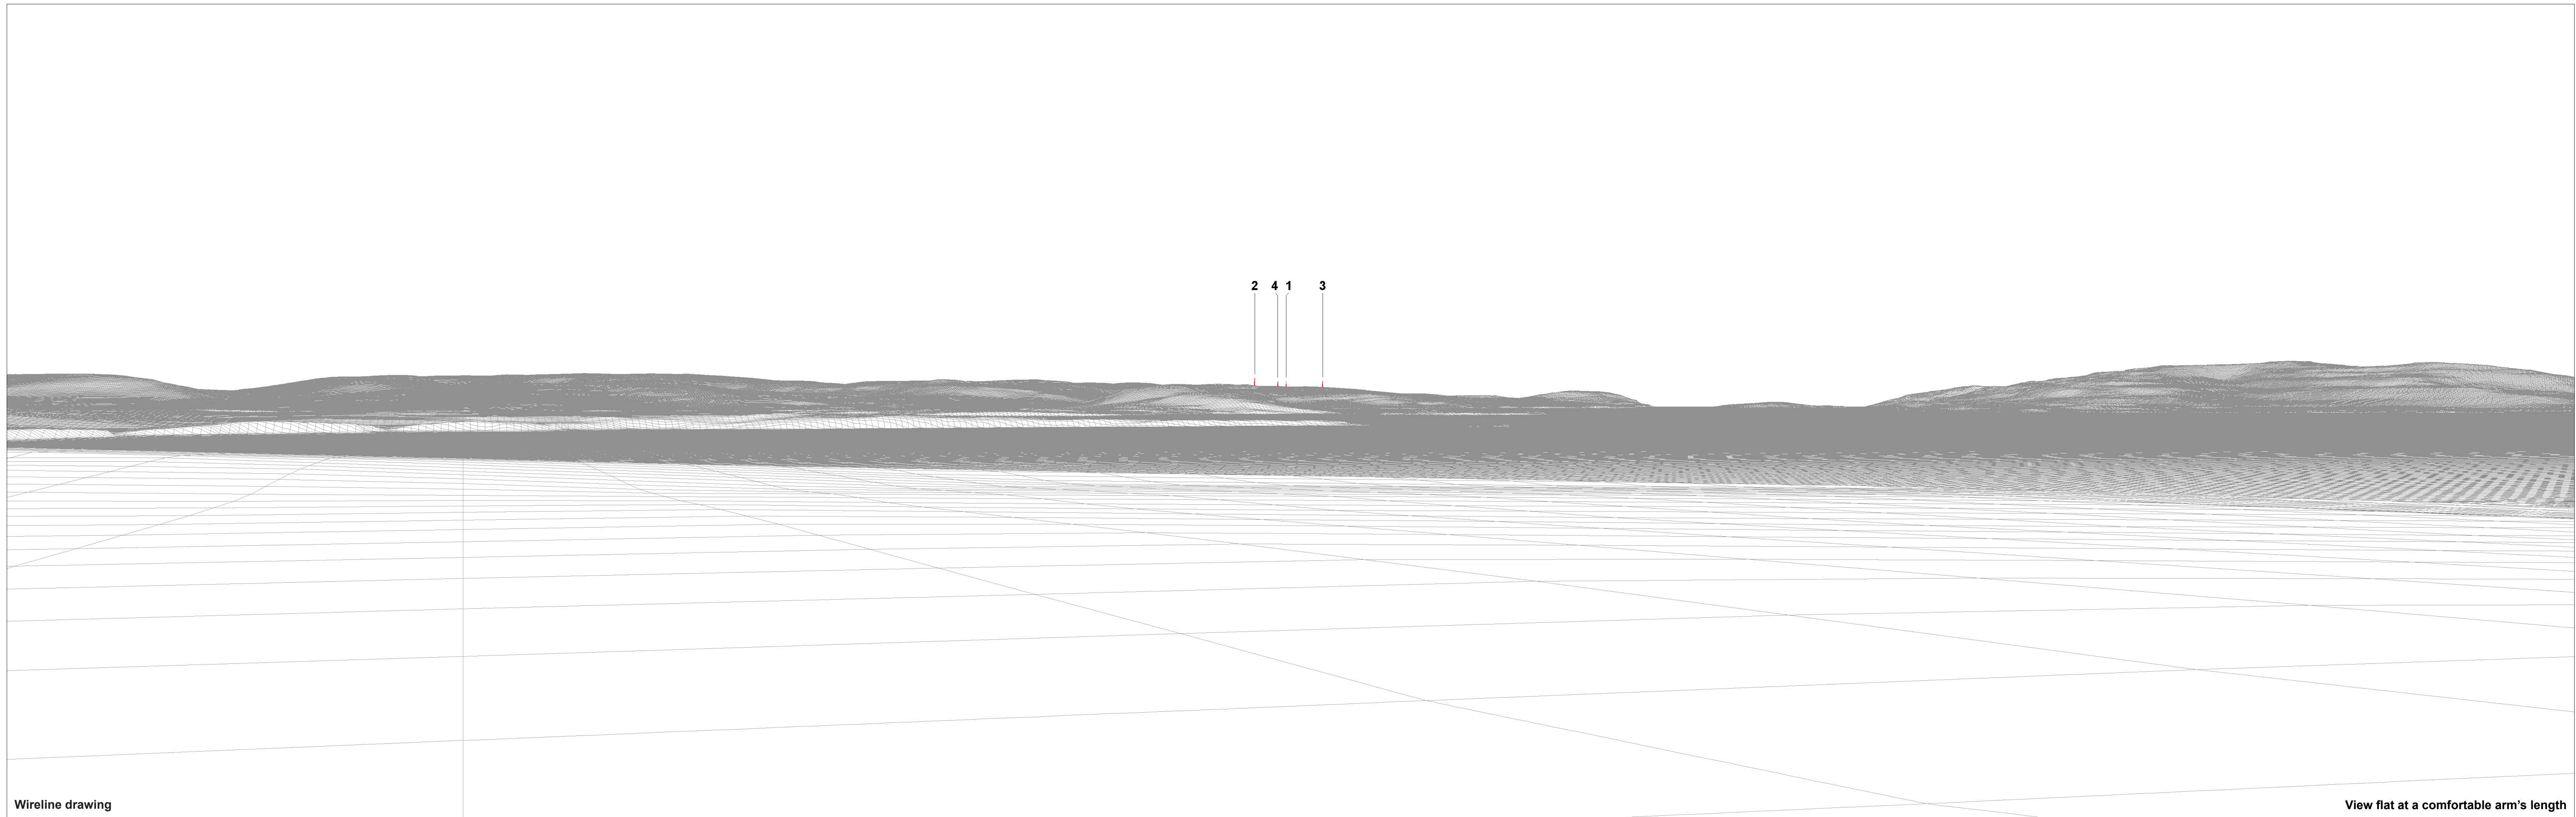 2 4 1 3
Wireline drawing
View flat at a comfortable arm's length